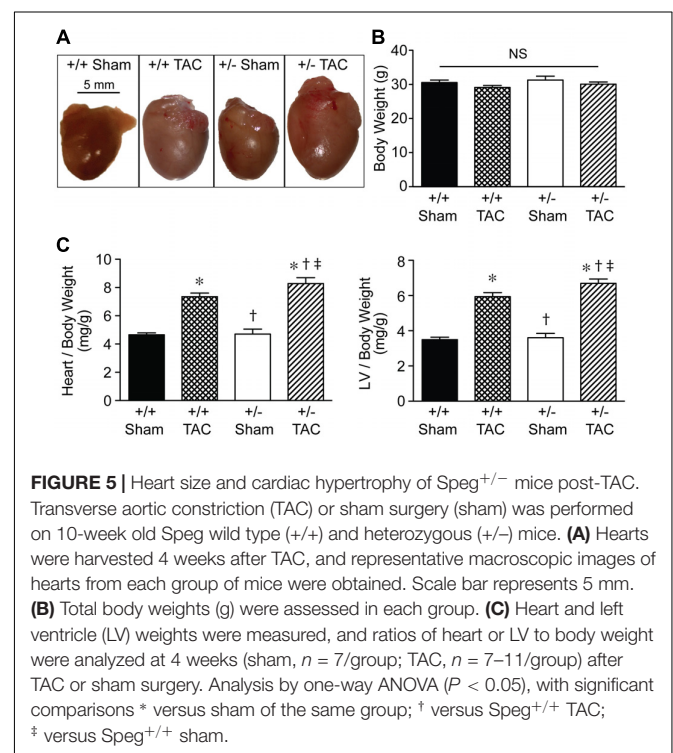 A
+/+ Sham +/+ TAC +/- Sham +/- TAC
5 mm
B
Body Weight (g)
40
30
20
10
0
NS
+/+ +/+ +/- +/-
Sham TAC Sham TAC
C
Heart / Body Weight
(mg/g)
10
8
6
4
2
0
*
†
* † ‡
+/+ +/+ +/- +/-
Sham TAC Sham TAC
LV / Body Weight
(mg/g)
8
6
4
2
0
*
†
* † ‡
+/+ +/+ +/- +/-
Sham TAC Sham TAC
FIGURE 5 | Heart size and cardiac hypertrophy of Speg+/− mice post-TAC.
Transverse aortic constriction (TAC) or sham surgery (sham) was performed
on 10-week old Speg wild type (+/+) and heterozygous (+/–) mice. (A) Hearts
were harvested 4 weeks after TAC, and representative macroscopic images of
hearts from each group of mice were obtained. Scale bar represents 5 mm.
(B) Total body weights (g) were assessed in each group. (C) Heart and left
ventricle (LV) weights were measured, and ratios of heart or LV to body weight
were analyzed at 4 weeks (sham, n = 7/group; TAC, n = 7–11/group) after
TAC or sham surgery. Analysis by one-way ANOVA (P < 0.05), with significant
comparisons * versus sham of the same group; † versus Speg+/+ TAC;
‡ versus Speg+/+ sham.